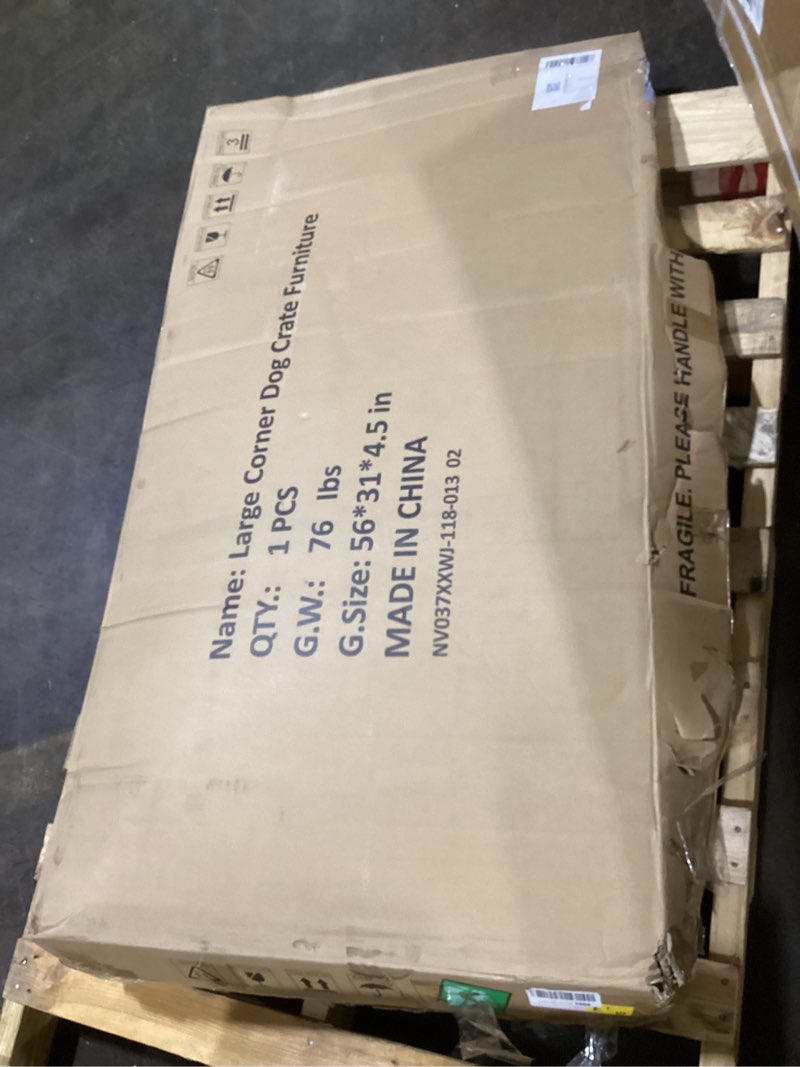 Name: Large Corner Dog Crate Furniture
QTY.: 1 PCS
G.W.: 76 lbs
G.Size: 56*31*4.5 in
MADE IN CHINA
NV037XXWJ-118-013 02
FRAGILE. PLEASE HANDLE WITH
3